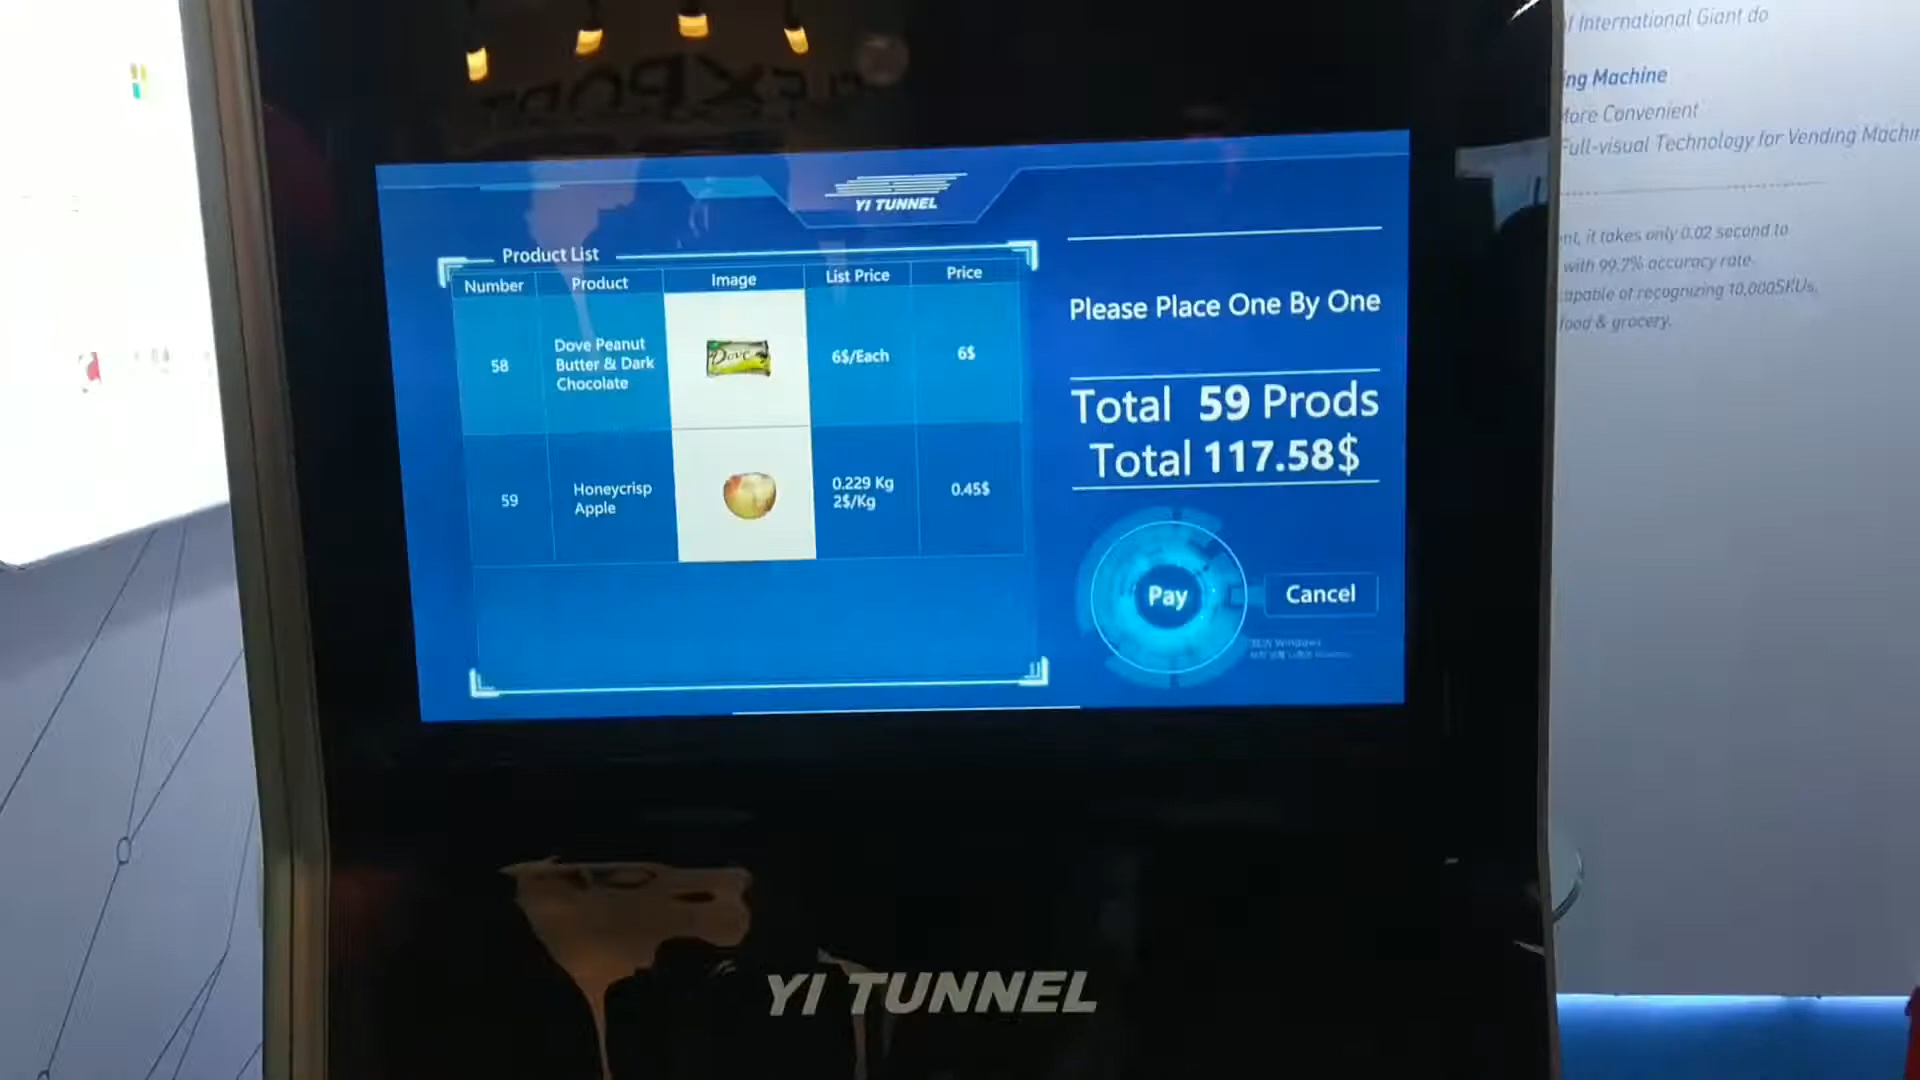 YI TUNNEL
Product List
Number Product Image List Price Price
58 Dove Peanut Butter & Dark Chocolate Dove 6$/Each 6$
59 Honeycrisp Apple 0.229 Kg 2$/Kg 0.45$
Please Place One By One
Total 59 Prods
Total 117.58$
Pay
Cancel
Windows
YI TUNNEL
International Giant do
ing Machine
More Convenient
Full-visual Technology for Vending Machin
it takes only 0.02 second to
with 99.7% accuracy rate.
capable of recognizing 10,000SKUs,
food & grocery.